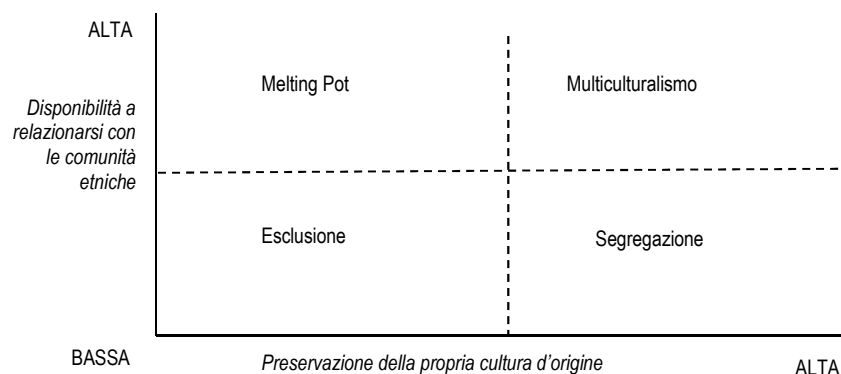 ALTA
Melting Pot
Multiculturalismo
Disponibilità a
relazionarsi con
le comunità
etniche
Esclusione
Segregazione
BASSA
Preservazione della propria cultura d’origine
ALTA